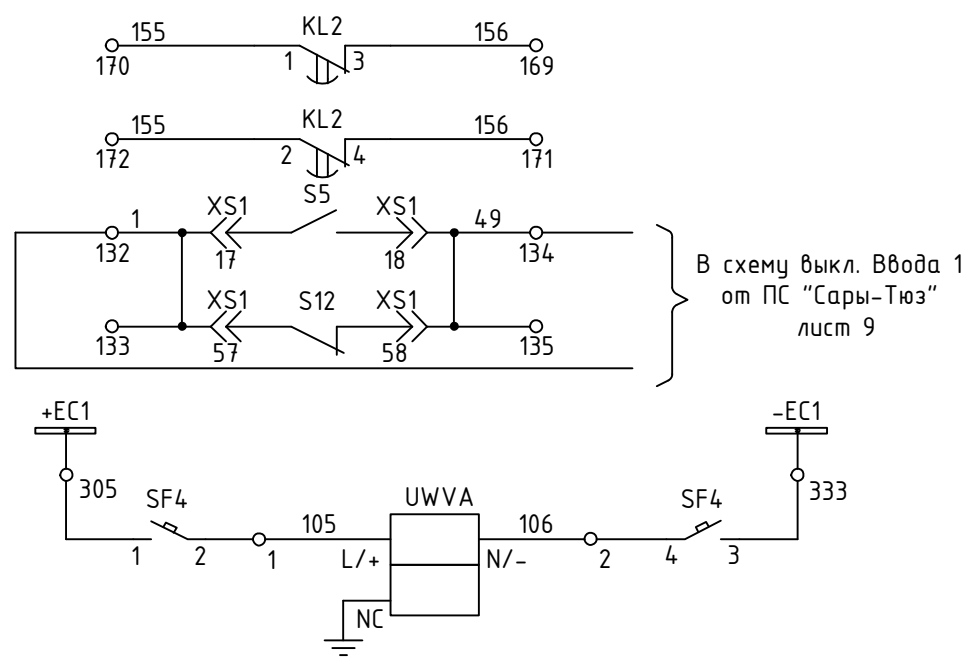 155 KL2 156
170 1 3 169
155 KL2 156
172 2 4 171
S5
1 XS1 XS1 49
132 17 18 134
XS1 S12 XS1
133 57 58 135
В схему выкл. Ввода 1
от ПС "Сары-Тюз"
лист 9
+EC1 -EC1
305 333
SF4 UWVA SF4
105 106
1 2 1 L/+ N/- 2 4 3
NC